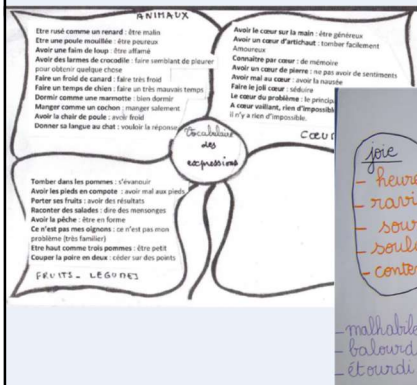 ANIMAUX
Etre rusé comme un renard : être malin
Etre une poule mouillée : être peureux
Avoir une faim de loup : être affamé
Avoir des larmes de crocodile : faire semblant de pleurer
pour obtenir quelque chose
Faire un froid de canard : faire très froid
Faire un temps de chien : faire un très mauvais temps
Dormir comme une marmotte : bien dormir
Manger comme un cochon : manger salement
Avoir la chair de poule : avoir froid
Donner sa langue au chat : vouloir la réponse
Avoir le cœur sur la main : être généreux
Avoir un cœur d'artichaut : tomber facilement
Amoureux
Connaître par cœur : de mémoire
Avoir un cœur de pierre : ne pas avoir de sentiments
Avoir mal au cœur : avoir la nausée
Faire le joli cœur : séduire
Le cœur du problème : le principa
A cœur vaillant, rien d'impossibl
il n'y a rien d'impossible.
Cœu
Vocabulaire
des
expressions
Tomber dans les pommes : s'évanouir
Avoir les pieds en compote : avoir mal aux pieds
Porter ses fruits : avoir des résultats
Raconter des salades : dire des mensonges
Avoir la pêche : être en forme
Ce n'est pas mes oignons : ce n'est pas mon
problème (très familier)
Etre haut comme trois pommes : être petit
Couper la poire en deux : céder sur des points
FRUITS - LEGUMES
joie
- heure
- ravi
- sour
- soul
- conte
- malhabile
- balourd
- étourdi